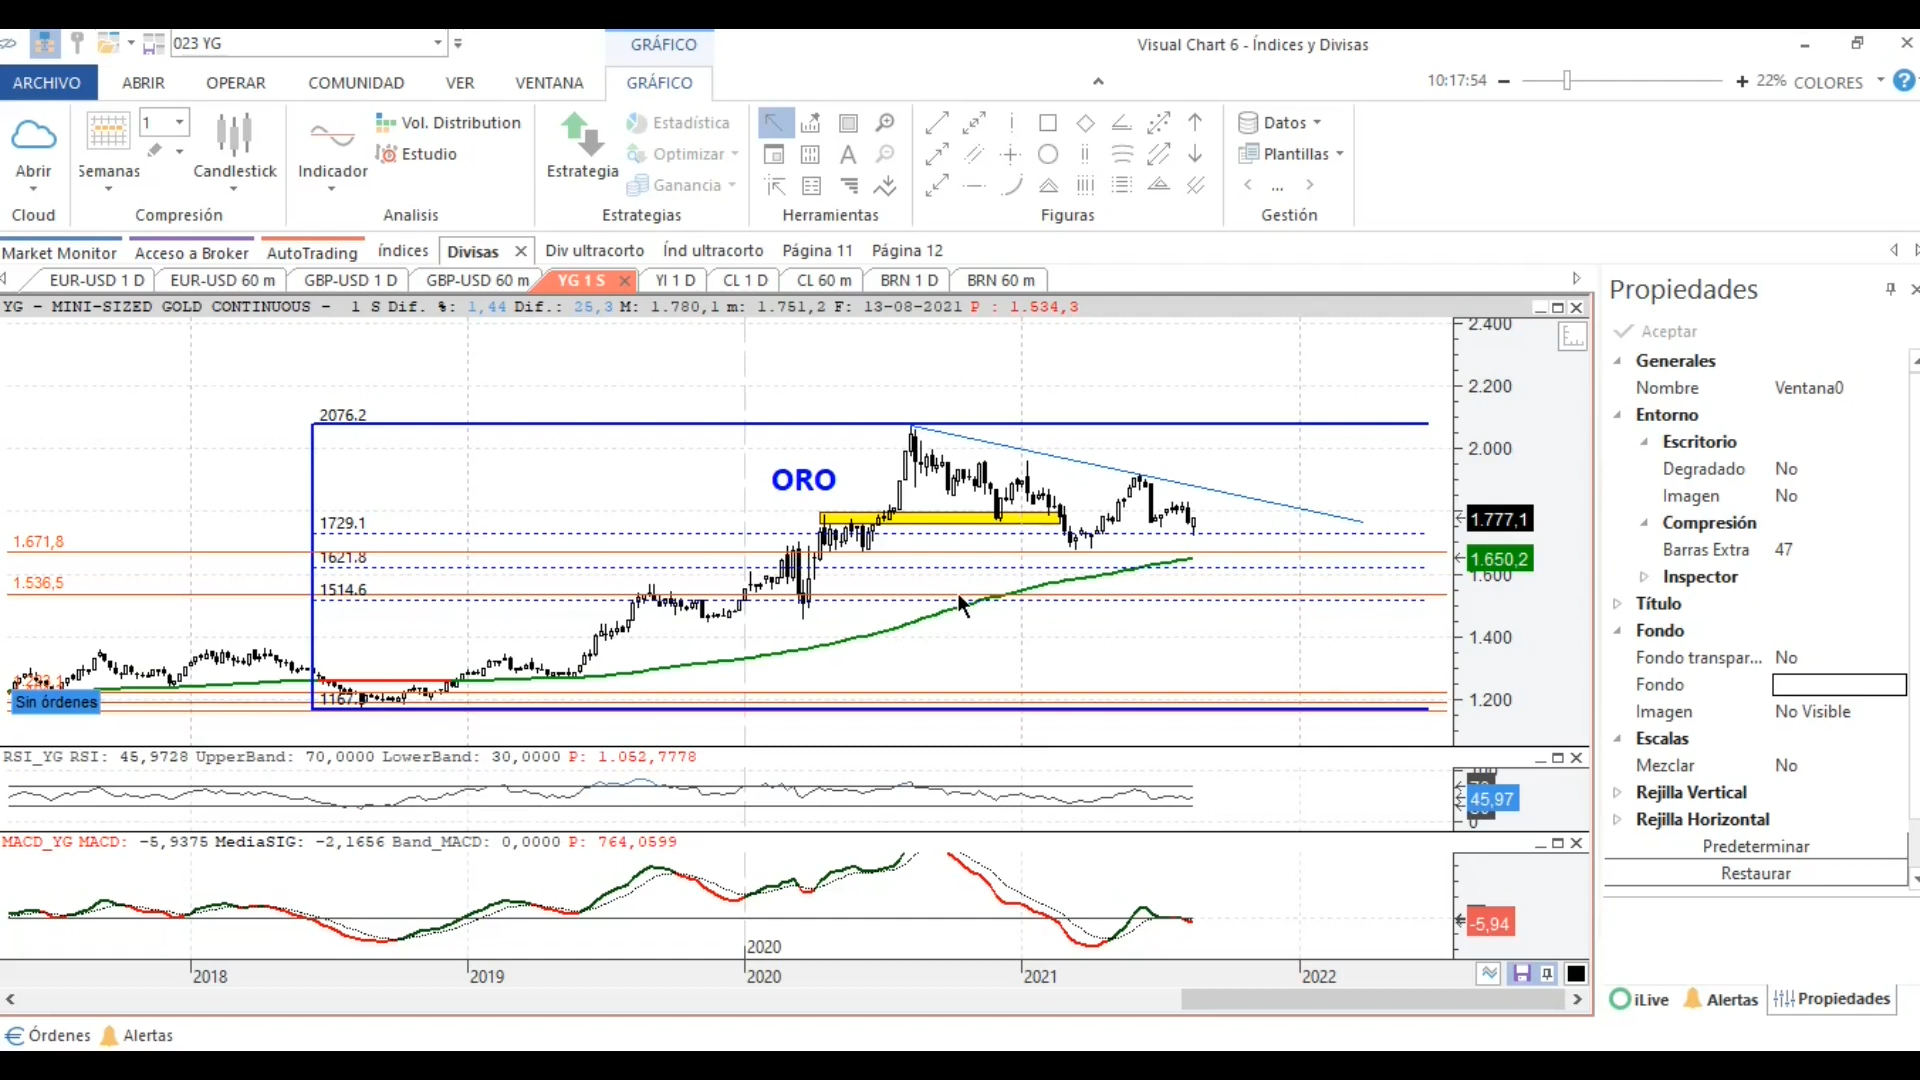 023 YG
GRÁFICO
Visual Chart 6 - Índices y Divisas
ARCHIVO ABRIR OPERAR COMUNIDAD VER VENTANA GRÁFICO
10:17:54 22% COLORES
1
Vol. Distribution
Estudio
Estadística
Optimizar
Ganancia
Datos
Plantillas
...
Abrir Semanas Candlestick Indicador Estrategia
Cloud Compresión Analisis Estrategias Herramientas Figuras Gestión
Market Monitor Acceso a Broker AutoTrading índices Divisas Div ultracorto Índ ultracorto Página 11 Página 12
EUR-USD 1 D EUR-USD 60 m GBP-USD 1 D GBP-USD 60 m YG 1 S YI 1 D CL 1 D CL 60 m BRN 1 D BRN 60 m
YG - MINI-SIZED GOLD CONTINUOUS - 1 S Dif. %: 1,44 Dif.: 25,3 M: 1.780,1 m: 1.751,2 F: 13-08-2021 P : 1.534,3
2.400
2.200
2076.2
2.000
ORO
1729.1
1.777,1
1.671,8
1621.8
1.650,2
1.600
1.536,5
1514.6
1.400
Sin órdenes
1.200
RSI_YG RSI: 45,9728 UpperBand: 70,0000 LowerBand: 30,0000 P: 1.052,7778
45,97
0
MACD_YG MACD: -5,9375 MediaSIG: -2,1656 Band_MACD: 0,0000 P: 764,0599
-5,94
2020
2018 2019 2020 2021 2022
Propiedades
Aceptar
Generales
Nombre Ventana0
Entorno
Escritorio
Degradado No
Imagen No
Compresión
Barras Extra 47
Inspector
Título
Fondo
Fondo transpar... No
Fondo
Imagen No Visible
Escalas
Mezclar No
Rejilla Vertical
Rejilla Horizontal
Predeterminar
Restaurar
iLive Alertas Propiedades
Órdenes Alertas